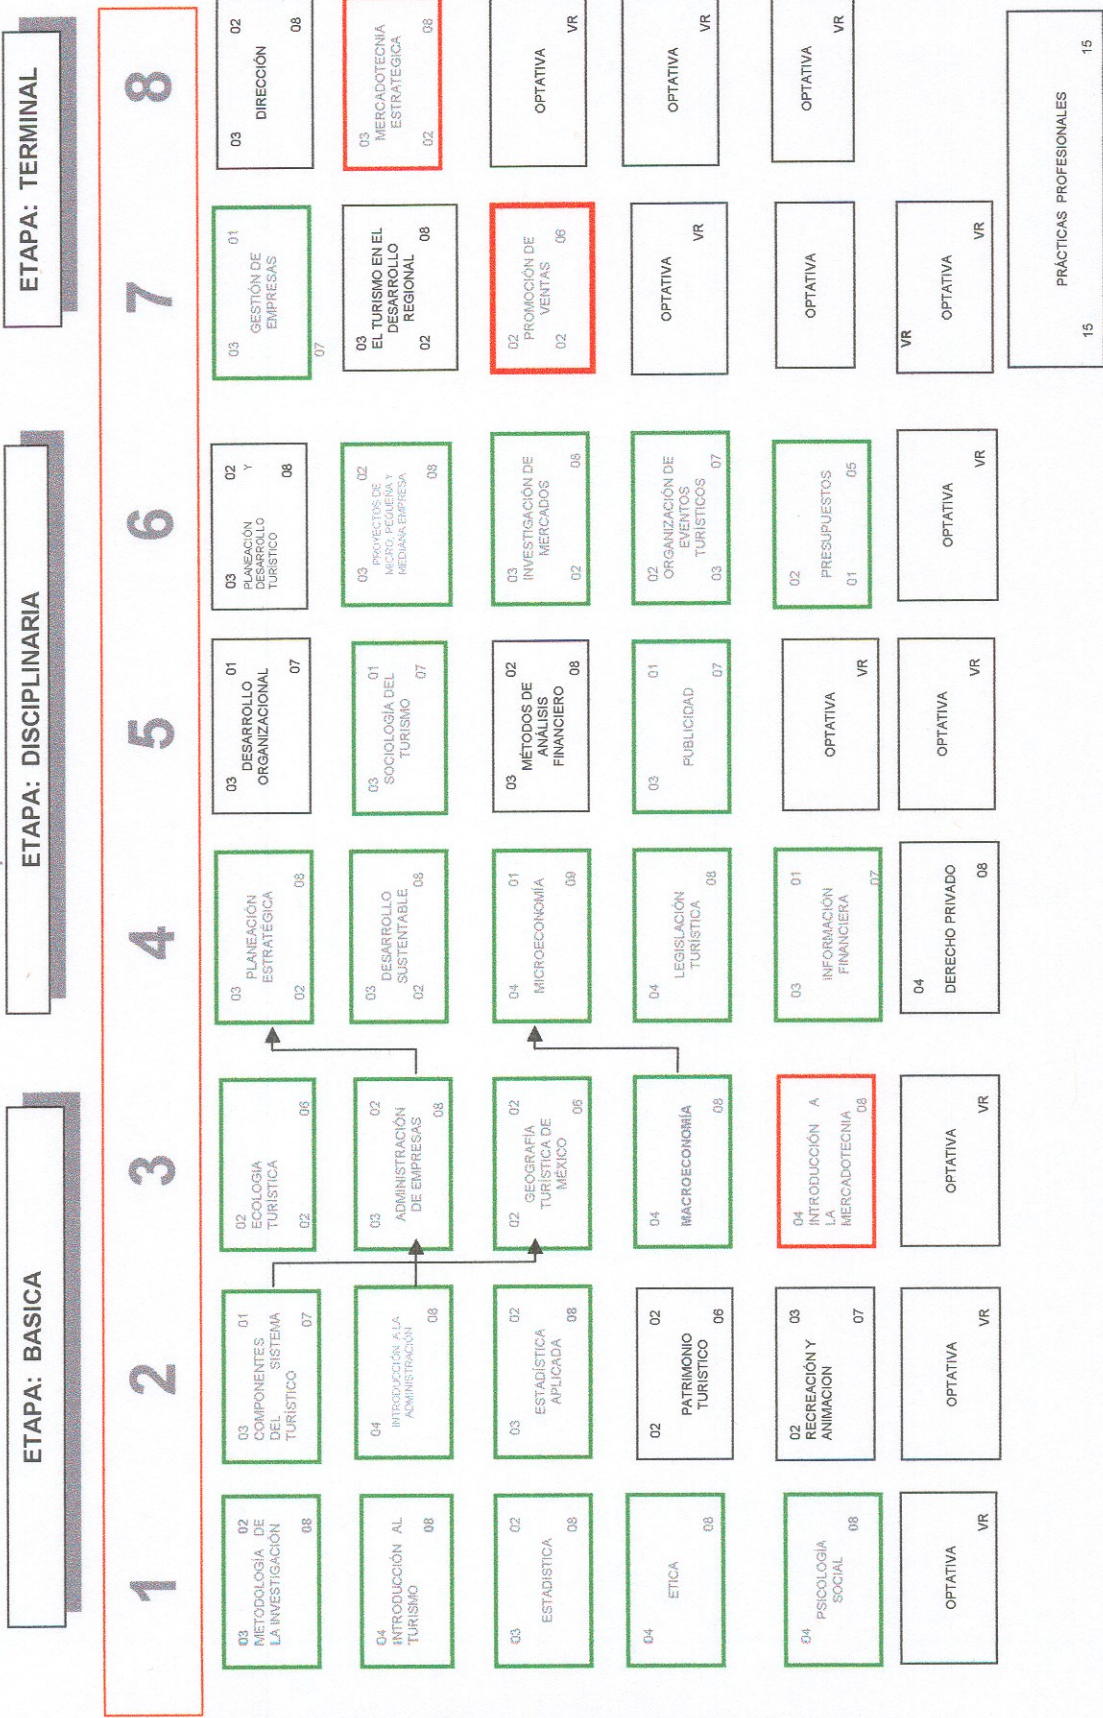 ETAPA: BASICA
ETAPA: DISCIPLINARIA
ETAPA: TERMINAL
1
2
3
4
5
6
7
8
03 02
METODOLOGÍA DE
LA INVESTIGACIÓN
08
04
INTRODUCCIÓN AL
TURISMO
08
03 02
ESTADÍSTICA
08
04
ETICA
08
04
PSICOLOGÍA
SOCIAL
08
OPTATIVA
VR
03 01
COMPONENTES
DEL SISTEMA
TURÍSTICO
07
04
INTRODUCCIÓN A LA
ADMINISTRACIÓN
08
03 02
ESTADÍSTICA
APLICADA
08
02 02
PATRIMONIO
TURISTICO
06
02 03
RECREACIÓN Y
ANIMACION
07
OPTATIVA
VR
02
ECOLOGIA
TURÍSTICA
02 06
03 02
ADMINISTRACIÓN
DE EMPRESAS
08
02 02
GEOGRAFÍA
TURÍSTICA DE
MÉXICO
06
04
MACROECONOMÍA
08
04
INTRODUCCIÓN A
LA
MERCADOTECNIA
08
OPTATIVA
VR
03
PLANEACIÓN
ESTRATÉGICA
02 08
03
DESARROLLO
SUSTENTABLE
02 08
04 01
MICROECONOMÍA
09
04
LEGISLACIÓN
TURÍSTICA
08
03 01
INFORMACIÓN
FINANCIERA
07
04
DERECHO PRIVADO
08
03 01
DESARROLLO
ORGANIZACIONAL
07
03 01
SOCIOLOGÍA DEL
TURISMO
07
03 02
MÉTODOS DE
ANÁLISIS
FINANCIERO
08
03 01
PUBLICIDAD
07
OPTATIVA
VR
OPTATIVA
VR
03 02
PLANEACIÓN Y
DESARROLLO
TURÍSTICO
08
03 02
PROYECTOS DE
MICRO, PEQUEÑA Y
MEDIANA EMPRESA
08
03
INVESTIGACIÓN DE
MERCADOS
02 08
02
ORGANIZACIÓN DE
EVENTOS
TURÍSTICOS
03 07
02
PRESUPUESTOS
01 05
OPTATIVA
VR
03 01
GESTIÓN DE
EMPRESAS
07
03
EL TURISMO EN EL
DESARROLLO
REGIONAL
02 08
02
PROMOCIÓN DE
VENTAS
02 06
OPTATIVA
VR
OPTATIVA
VR
OPTATIVA
VR
03 02
DIRECCIÓN
08
03
MERCADOTECNIA
ESTRATEGICA
02 08
OPTATIVA
VR
OPTATIVA
VR
OPTATIVA
VR
PRÁCTICAS PROFESIONALES
15 15